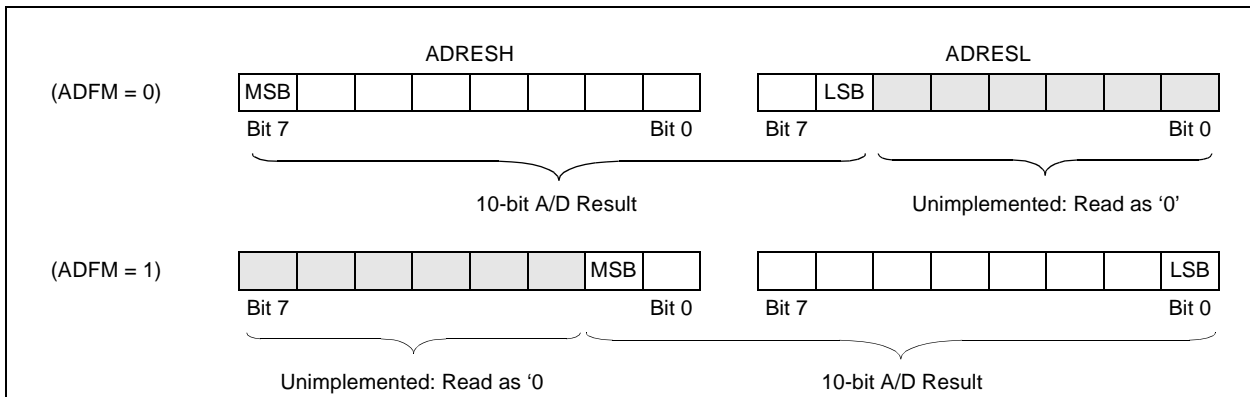 ADRESH ADRESL
(ADFM = 0) MSB LSB
Bit 7 Bit 0 Bit 7 Bit 0
10-bit A/D Result Unimplemented: Read as ‘0’
(ADFM = 1) MSB LSB
Bit 7 Bit 0 Bit 7 Bit 0
Unimplemented: Read as ‘0 10-bit A/D Result